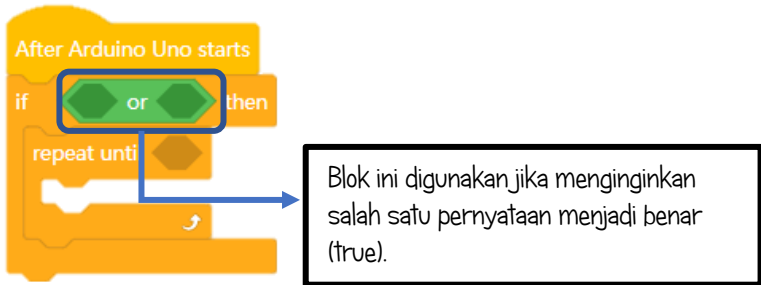 After Arduino Uno starts
if or then
repeat until
Blok ini digunakan jika menginginkan
salah satu pernyataan menjadi benar
(true).